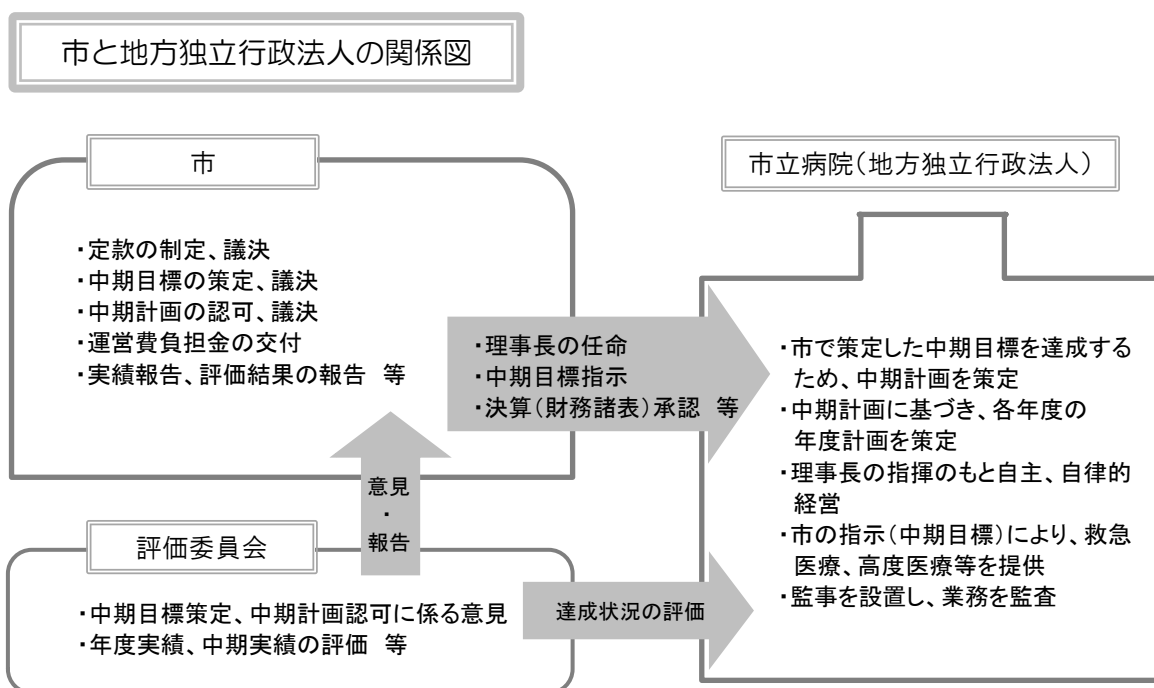 市と地方独立行政法人の関係図
市
・定款の制定、議決
・中期目標の策定、議決
・中期計画の認可、議決
・運営費負担金の交付
・実績報告、評価結果の報告　等
・理事長の任命
・中期目標指示
・決算（財務諸表）承認　等
意見
・
報告
評価委員会
・中期目標策定、中期計画認可に係る意見
・年度実績、中期実績の評価　等
達成状況の評価
市立病院（地方独立行政法人）
・市で策定した中期目標を達成する
ため、中期計画を策定
・中期計画に基づき、各年度の
年度計画を策定
・理事長の指揮のもと自主、自律的
経営
・市の指示（中期目標）により、救急
医療、高度医療等を提供
・監事を設置し、業務を監査